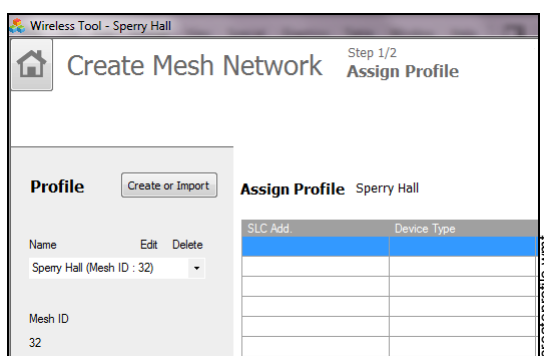 Wireless Tool - Sperry Hall
Create Mesh Network
Step 1/2
Assign Profile
Profile
Create or Import
Assign Profile Sperry Hall
SLC Add.
Device Type
Name Edit Delete
Sperry Hall (Mesh ID : 32)
Mesh ID
32